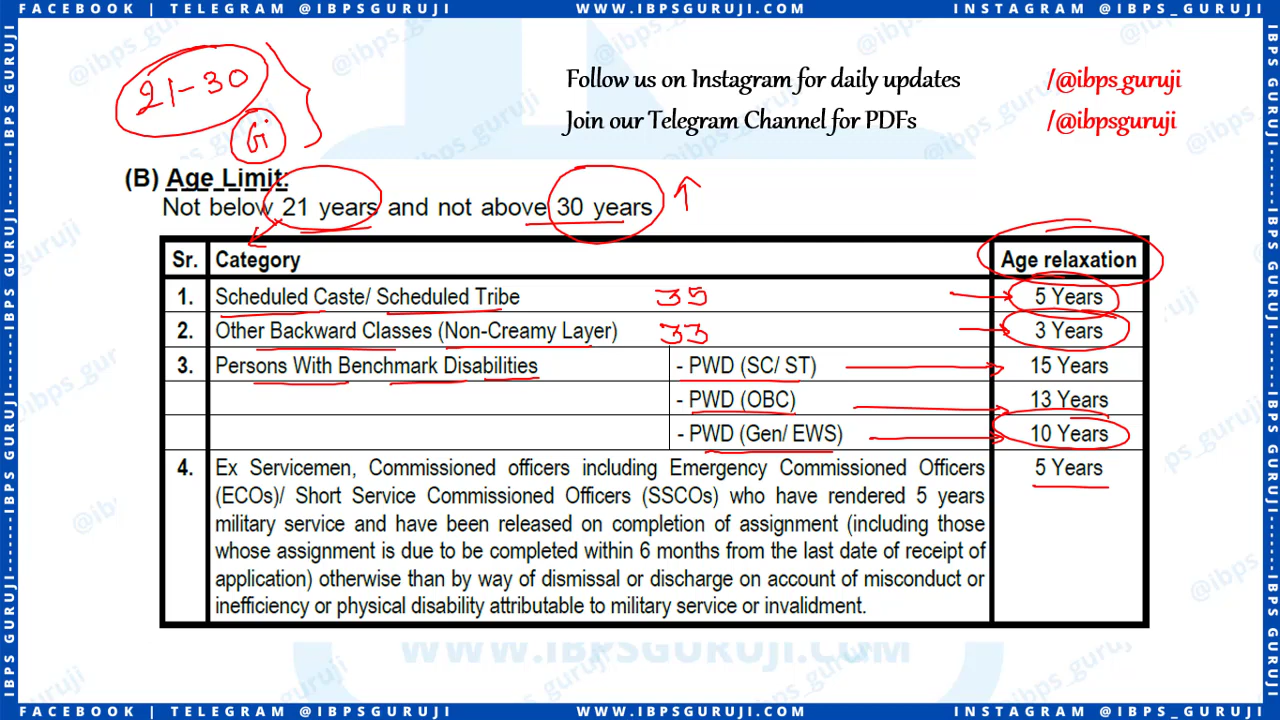 FACEBOOK | TELEGRAM @IBPSGURUJI WWW.IBPSGURUJI.COM INSTAGRAM @IBPS_GURUJI
21-30
Follow us on Instagram for daily updates /@ibps_guruji
Join our Telegram Channel for PDFs /@ibpsguruji
(B) Age Limit:
Not below 21 years and not above 30 years
Sr. Category Age relaxation
1. Scheduled Caste/ Scheduled Tribe 35 5 Years
2. Other Backward Classes (Non-Creamy Layer) 33 3 Years
3. Persons With Benchmark Disabilities - PWD (SC/ ST) 15 Years
- PWD (OBC) 13 Years
- PWD (Gen/ EWS) 10 Years
4. Ex Servicemen, Commissioned officers including Emergency Commissioned Officers 5 Years
(ECOs)/ Short Service Commissioned Officers (SSCOs) who have rendered 5 years
military service and have been released on completion of assignment (including those
whose assignment is due to be completed within 6 months from the last date of receipt of
application) otherwise than by way of dismissal or discharge on account of misconduct or
inefficiency or physical disability attributable to military service or invalidment.
WWW.IBPSGURUJI.COM
FACEBOOK | TELEGRAM @IBPSGURUJI WWW.IBPSGURUJI.COM INSTAGRAM @IBPS_GURUJI